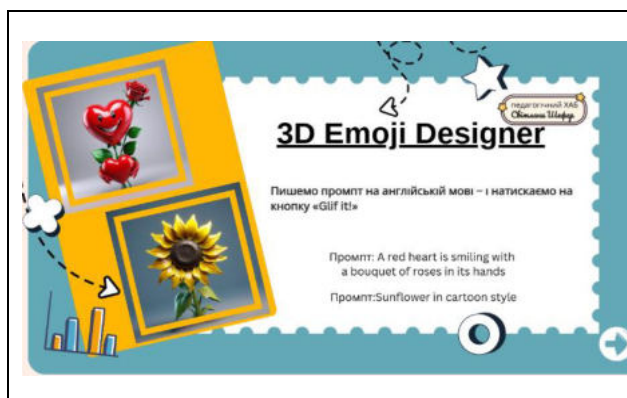 педагогічний ХАБ
Світлани Шефер
3D Emoji Designer
Пишемо промпт на англійській мові – і натискаємо на
кнопку «Glif it!»
Промпт: A red heart is smiling with
a bouquet of roses in its hands
Промпт:Sunflower in cartoon style